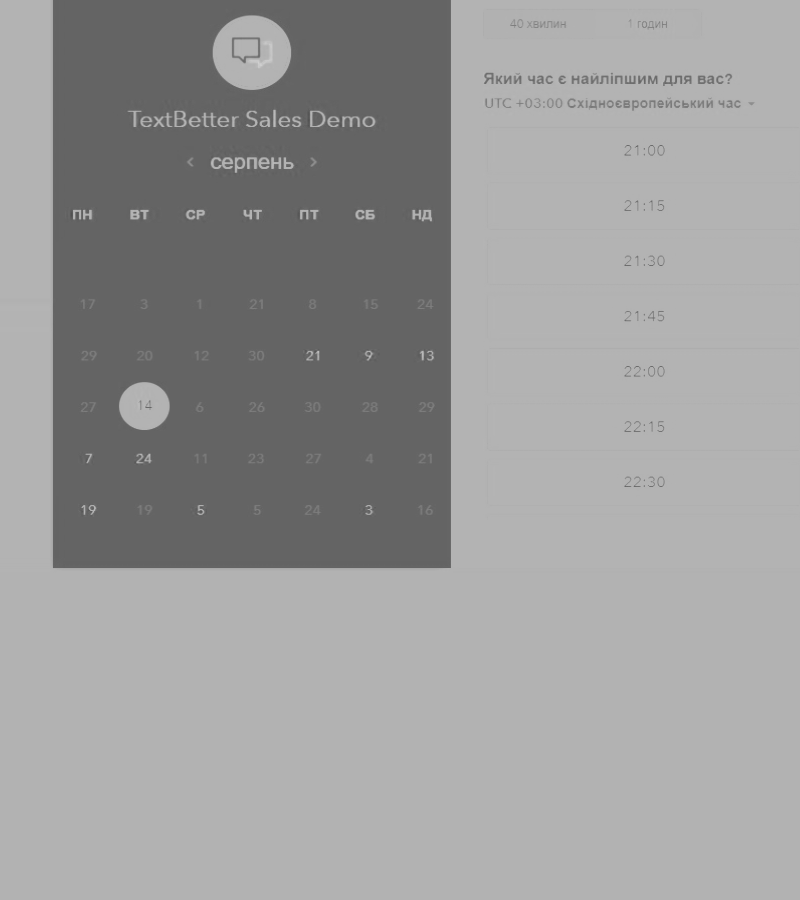 TextBetter Sales Demo
серпень
ПН ВТ СР ЧТ ПТ СБ НД
17 3 1 21 8 15 24
29 20 12 30 21 9 13
27 14 6 26 30 28 29
7 24 11 23 27 4 21
19 19 5 5 24 3 16
40 хвилин 1 годин
Який час є найліпшим для вас?
UTC +03:00 Східноєвропейський час
21:00
21:15
21:30
21:45
22:00
22:15
22:30